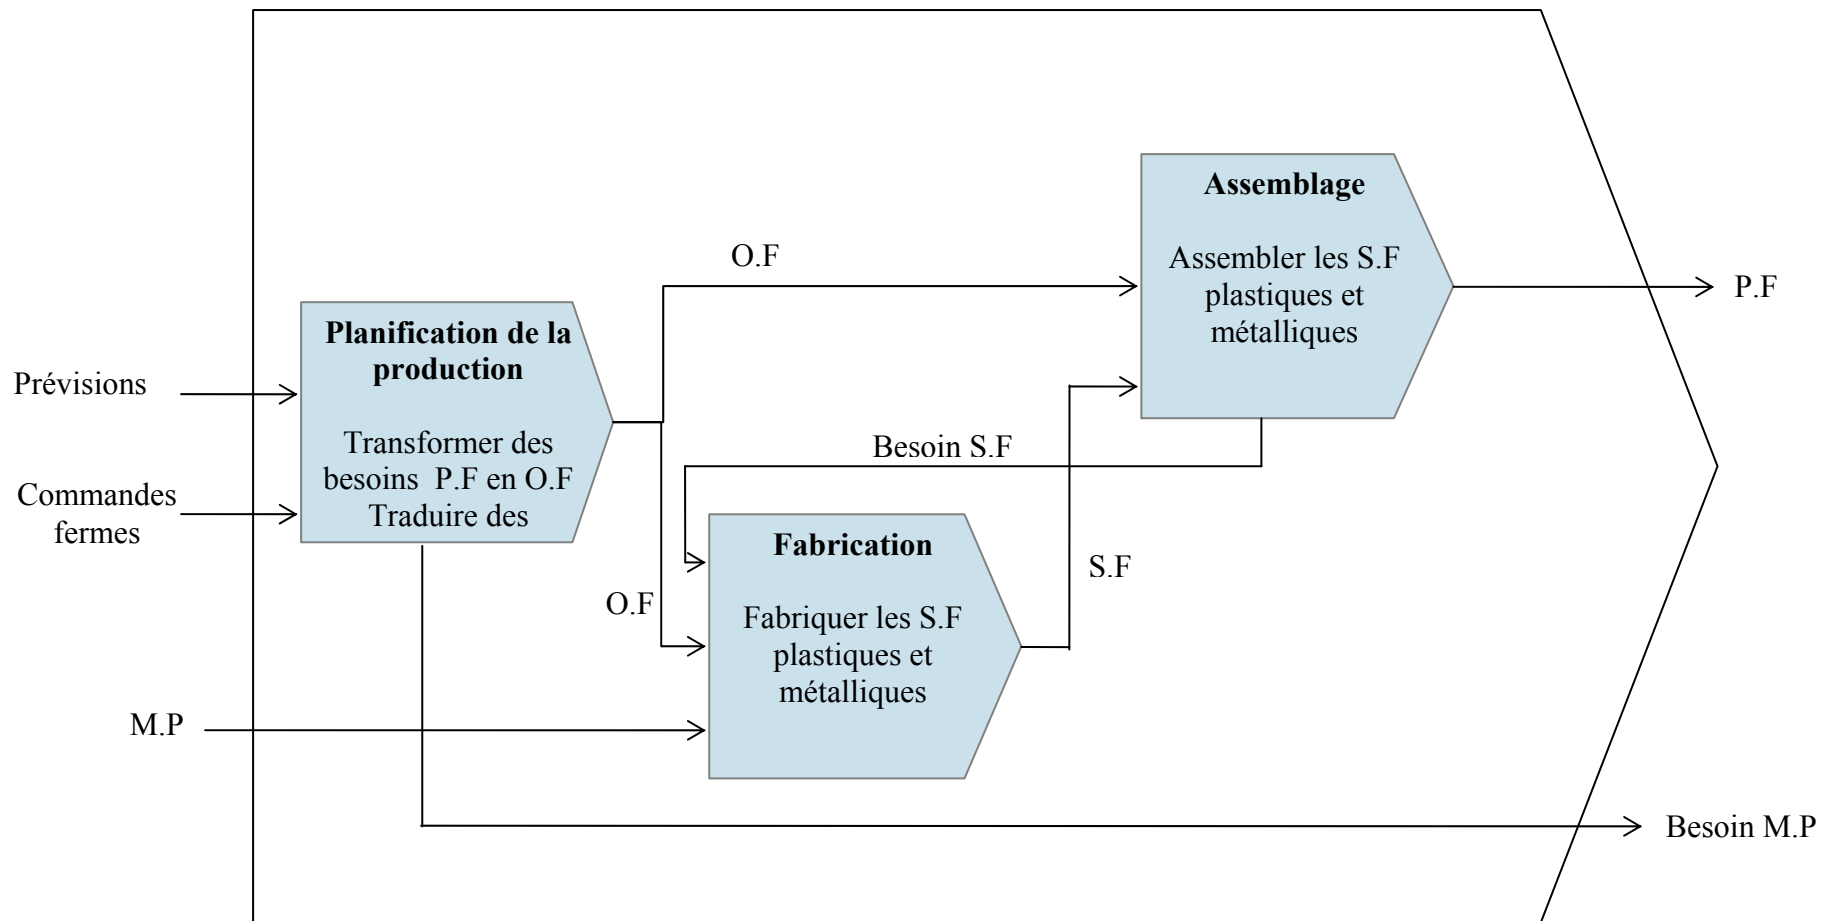 Prévisions
Commandes
fermes
M.P
Planification de la
production
Transformer des
besoins P.F en O.F
Traduire des
O.F
O.F
Besoin S.F
Fabrication
Fabriquer les S.F
plastiques et
métalliques
S.F
Assemblage
Assembler les S.F
plastiques et
métalliques
P.F
Besoin M.P